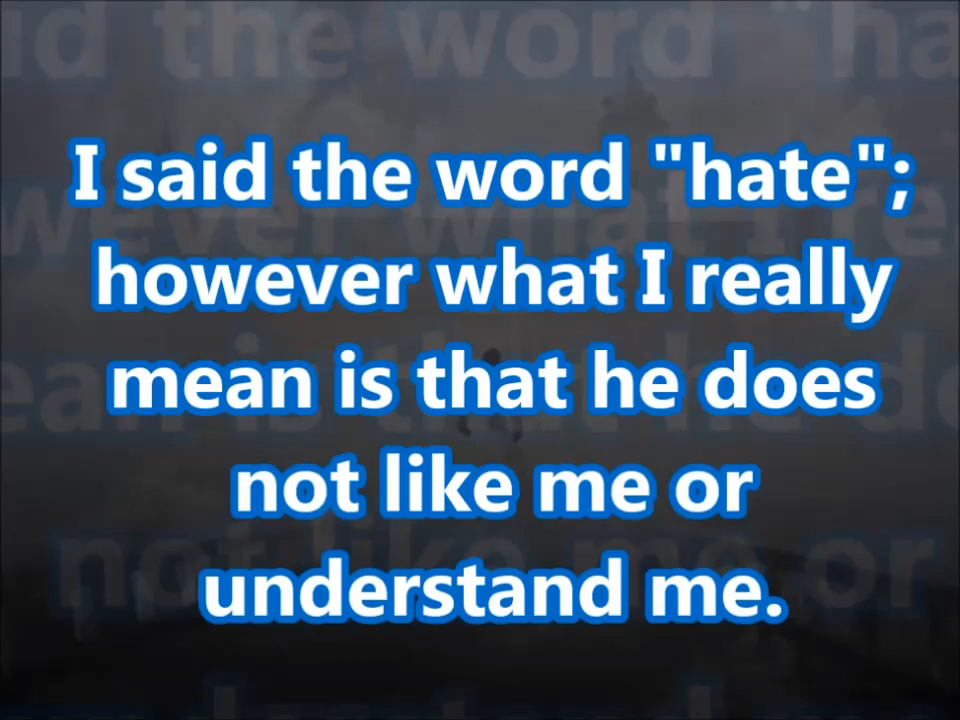 I said the word "hate";
however what I really
mean is that he does
not like me or
understand me.